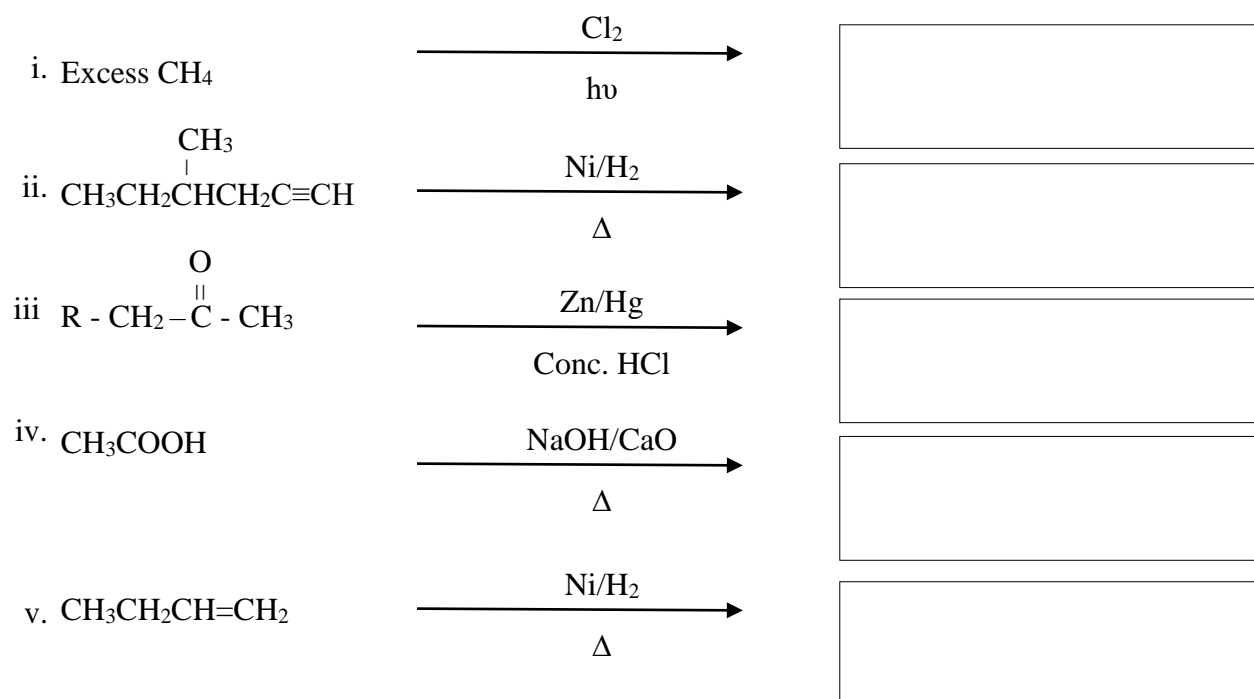 Cl₂
i. Excess CH₄
hυ
CH₃
|
ii. CH₃CH₂CHCH₂C≡CH
Ni/H₂
Δ
O
||
iii R - CH₂ – C - CH₃
Zn/Hg
Conc. HCl
iv. CH₃COOH
NaOH/CaO
Δ
v. CH₃CH₂CH=CH₂
Ni/H₂
Δ